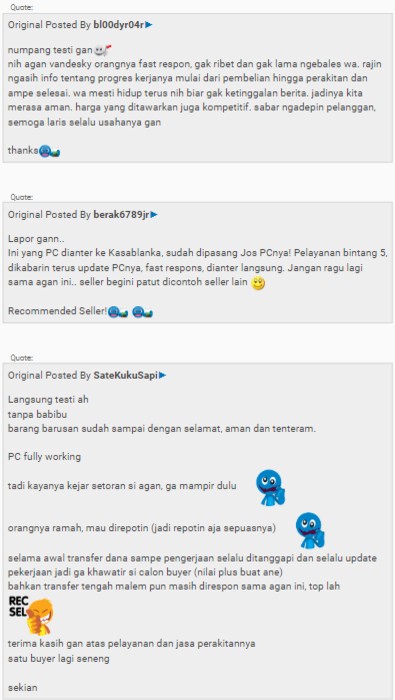 Quote:
Original Posted By bl00dyr04r
numpang testi gan
nih agan vandesky orangnya fast respon, gak ribet dan gak lama ngebales wa. rajin
ngasih info tentang progres kerjanya mulai dari pembelian hingga perakitan dan
ampe selesai. wa mesti hidup terus nih biar gak ketinggalan berita. jadinya kita
merasa aman. harga yang ditawarkan juga kompetitif. sabar ngadepin pelanggan,
semoga laris selalu usahanya gan
thanks
Quote:
Original Posted By berak6789jr
Lapor gann..
Ini yang PC dianter ke Kasablanka, sudah dipasang Jos PCnya! Pelayanan bintang 5,
dikabarin terus update PCnya, fast respons, dianter langsung. Jangan ragu lagi
sama agan ini.. seller begini patut dicontoh seller lain
Recommended Seller!
Quote:
Original Posted By SateKukuSapi
Langsung testi ah
tanpa babibu
barang barusan sudah sampai dengan selamat, aman dan tenteram.
PC fully working
tadi kayanya kejar setoran si agan, ga mampir dulu
orangnya ramah, mau direpotin (jadi repotin aja sepuasnya)
selama awal transfer dana sampe pengerjaan selalu ditanggapi dan selalu update
pekerjaan jadi ga khawatir si calon buyer (nilai plus buat ane)
bahkan transfer tengah malem pun masih direspon sama agan ini, top lah
REC
SEL
terima kasih gan atas pelayanan dan jasa perakitannya
satu buyer lagi seneng
sekian